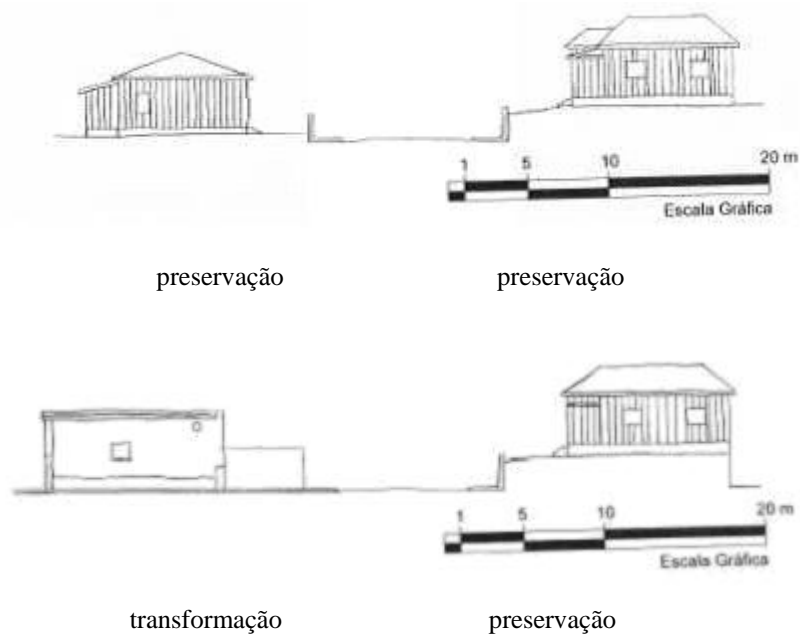 1 5 10 20 m
Escala Gráfica
preservação preservação
1 5 10 20 m
Escala Gráfica
transformação preservação